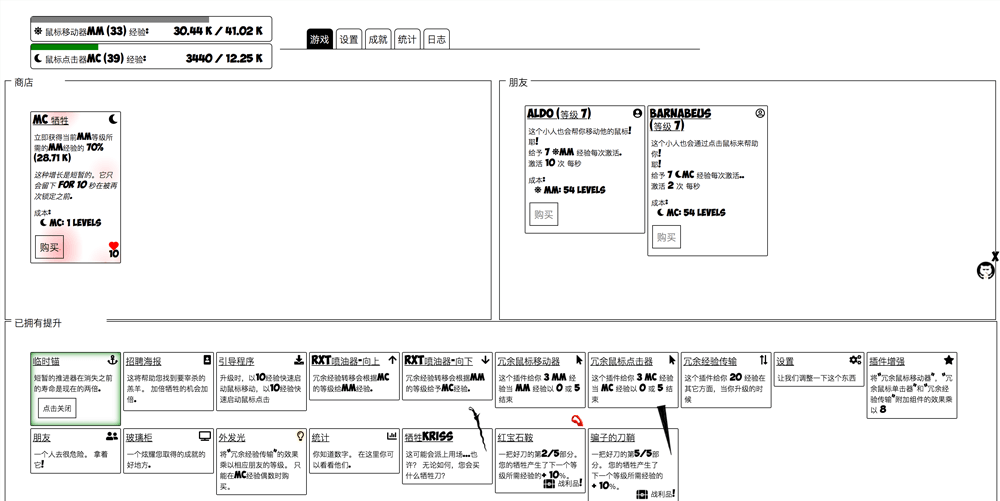 鼠标移动器MM (33) 经验: 30.44 K / 41.02 K
鼠标点击器MC (39) 经验: 3440 / 12.25 K
游戏 设置 成就 统计 日志
商店
MC 牺牲
立即获得当前MM等级所
需的MM经验的 70%
(28.71 K)
这种增长是短暂的。它只
会留下 FOR 10 秒在被再
次锁定之前。
成本:
MC: 1 LEVELS
购买
10
朋友
ALDO (等级 7)
这个小人也会帮你移动他的鼠标!
耶!
给予 7 MM 经验每次激活。
激活 10 次 每秒
成本:
MM: 54 LEVELS
购买
BARNABEUS
(等级 7)
这个小人也会通过点击鼠标来帮助
你!
耶!
给予 7 MC 经验每次激活..
激活 2 次 每秒
成本:
MC: 54 LEVELS
购买
X
已拥有提升
临时锚
短暂的推进器在消失之前
的寿命是现在的两倍。
点击关闭
招聘海报
这将帮助您找到要宰杀的
羔羊。 加倍牺牲的机会加
倍。
引导程序
升级时，以10经验快速启
动鼠标移动，以10经验快
速启动鼠标点击
RXT喷油器-向上
冗余经验转移会根据MC
的等级给MM经验。
RXT喷油器-向下
冗余经验转移会根据MM
的等级给予MC经验。
冗余鼠标移动器
这个插件给你 3 MM 经
验当 MM 经验以 0 或 5
结束
冗余鼠标点击器
这个插件给你 3 MC 经验
当 MC 经验以 0 或 5 结
束
冗余经验传输
这个插件给你 20 经验在
其它方面，当你升级的时
候
设置
让我们调整一下这个东西
插件增强
将"冗余鼠标移动器"，"冗
余鼠标单击器"和"冗余经
验传输"附加组件的效果乘
以 8
朋友
一个人去很危险。 拿着
它!
玻璃柜
一个炫耀您取得的成就的
好地方。
外发光
将"冗余经验传输"的效果
乘以相应朋友的等级。 只
能在MC经验偶数时购
买。
统计
你知道数字。 在这里你可
以看看他们。
牺牲KRISS
这可能会派上用场...也
许？ 无论如何，您会买
什么牺牲刀?
红宝石鞍
一把好刀的第2/5部分。
您的牺牲产生了下一个等
级所需经验的+ 10%。
战利品!
骗子的刀鞘
一把好刀的第5/5部
分。 您的牺牲产生了
下一个等级所需经验的
+ 10%。
战利品!